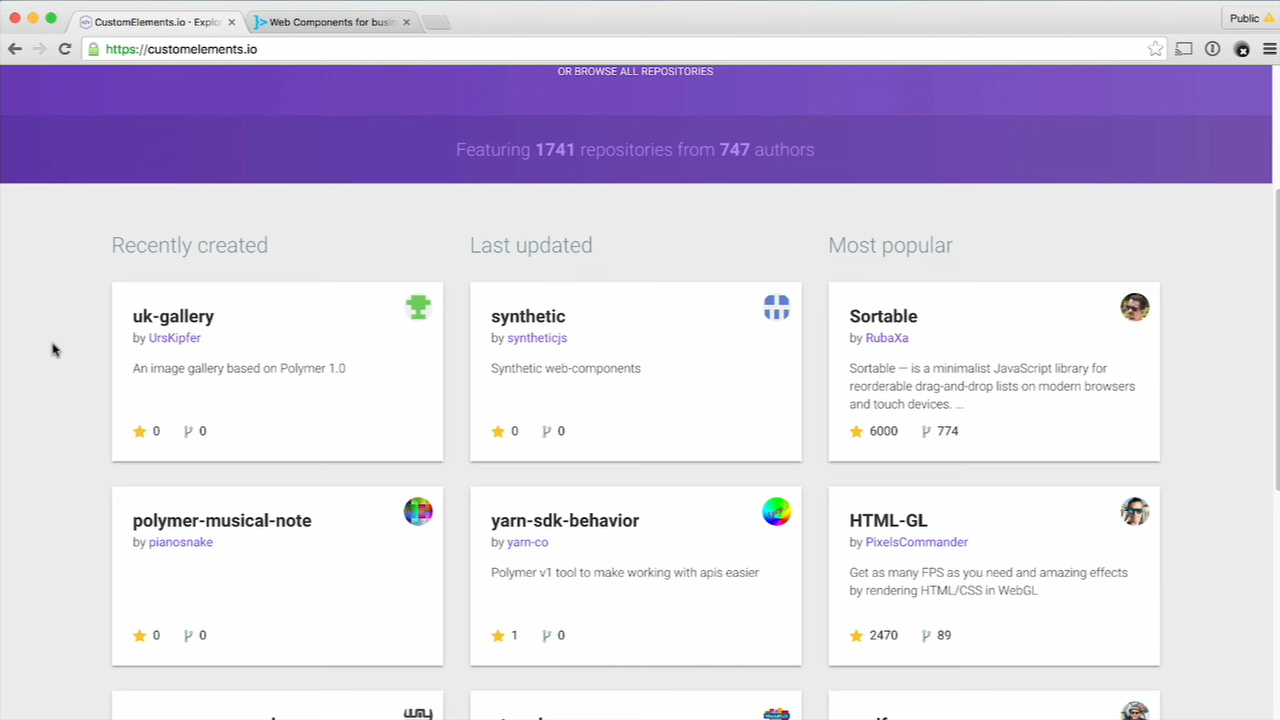 CustomElements.io - Explo
Web Components for busin
Public
https://customelements.io
OR BROWSE ALL REPOSITORIES
Featuring 1741 repositories from 747 authors
Recently created
uk-gallery
by UrsKipfer
An image gallery based on Polymer 1.0
0 0
polymer-musical-note
by pianosnake
0 0
Last updated
synthetic
by syntheticjs
Synthetic web-components
0 0
yarn-sdk-behavior
by yarn-co
Polymer v1 tool to make working with apis easier
1 0
Most popular
Sortable
by RubaXa
Sortable — is a minimalist JavaScript library for
reorderable drag-and-drop lists on modern browsers
and touch devices. ...
6000 774
HTML-GL
by PixelsCommander
Get as many FPS as you need and amazing effects
by rendering HTML/CSS in WebGL
2470 89